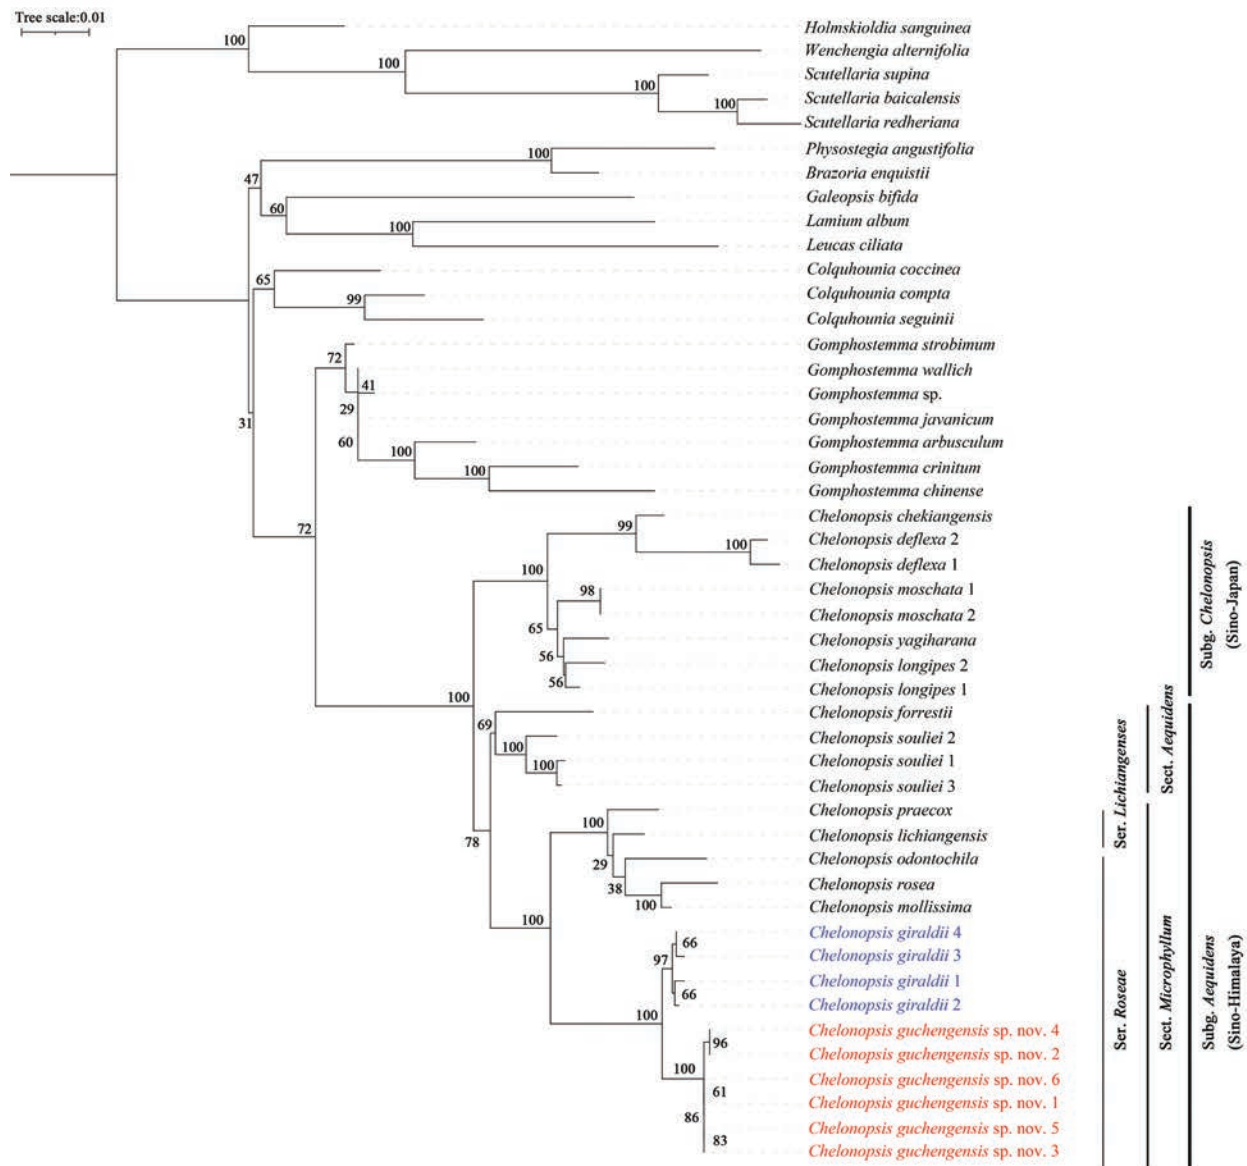 Tree scale:0.01
100
Holmskioldia sanguinea
100
Wenchengia alternifolia
100
Scutellaria supina
100
Scutellaria baicalensis
Scutellaria redheriana
100
Physostegia angustifolia
47
Brazoria enquistii
60
Galeopsis bifida
100
Lamium album
Leucas ciliata
65
Colquhounia coccinea
99
Colquhounia compta
Colquhounia seguinii
31
72
Gomphostemma strobimum
Gomphostemma wallich
41
Gomphostemma sp.
29
Gomphostemma javanicum
60
100
Gomphostemma arbusculum
100
Gomphostemma crinitum
Gomphostemma chinense
72
99
Chelonopsis chekiangensis
100
Chelonopsis deflexa 2
Chelonopsis deflexa 1
100
98
Chelonopsis moschata 1
Chelonopsis moschata 2
65
Chelonopsis yagiharana
56
Chelonopsis longipes 2
56
Chelonopsis longipes 1
100
69
Chelonopsis forrestii
100
Chelonopsis souliei 2
100
Chelonopsis souliei 1
Chelonopsis souliei 3
78
100
Chelonopsis praecox
Chelonopsis lichiangensis
29
Chelonopsis odontochila
38
Chelonopsis rosea
100
Chelonopsis mollissima
100
Chelonopsis giraldii 4
66
97
Chelonopsis giraldii 3
Chelonopsis giraldii 1
66
Chelonopsis giraldii 2
100
Chelonopsis guchengensis sp. nov. 4
96
Chelonopsis guchengensis sp. nov. 2
100
Chelonopsis guchengensis sp. nov. 6
61
Chelonopsis guchengensis sp. nov. 1
86
Chelonopsis guchengensis sp. nov. 5
83
Chelonopsis guchengensis sp. nov. 3
Ser. Lichiangenses
Ser. Roseae
Sect. Aequidens
Sect. Microphyllum
Subg. Chelonopsis
(Sino-Japan)
Subg. Aequidens
(Sino-Himalaya)